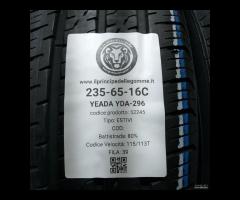 www.ilprincipedellegomme.it
235-65-16C
YEADA YDA-296
codice prodotto: 52245
Tipo: ESTIVI
COD:
Battistrada: 80%
Codice Velocità: 115/113T
FILA: 39